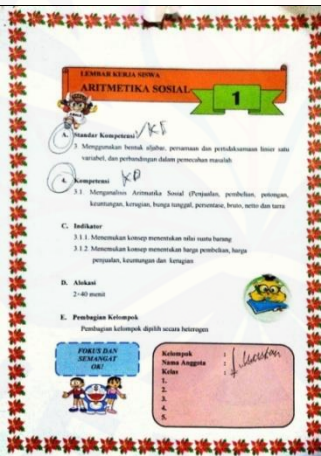 LEMBAR KERJA SISWA
ARITMETIKA SOSIAL
1
A. Standar Kompetensi / KI
3. Menggunakan bentuk aljabar, persamaan dan pertidaksamaan linier satu
variabel, dan perbandingan dalam pemecahan masalah
4. Kompetensi KD
3.1. Menganalisis Aritmatika Sosial (Penjualan, pembelian, potongan,
keuntungan, kerugian, bunga tunggal, persentase, bruto, netto dan tarra
C. Indikator
3.1.1. Menemukan konsep menentukan nilai suatu barang
3.1.2. Menemukan konsep menentukan harga pembelian, harga
penjualan, keuntungan dan kerugian
D. Alokasi
2×40 menit
E. Pembagian Kelompok
Pembagian kelompok dipilih secara heterogen
FOKUS DAN
SEMANGAT
OK!
Kelompok :
Nama Anggota :
Kelas :
1.
2.
3.
4.
5.